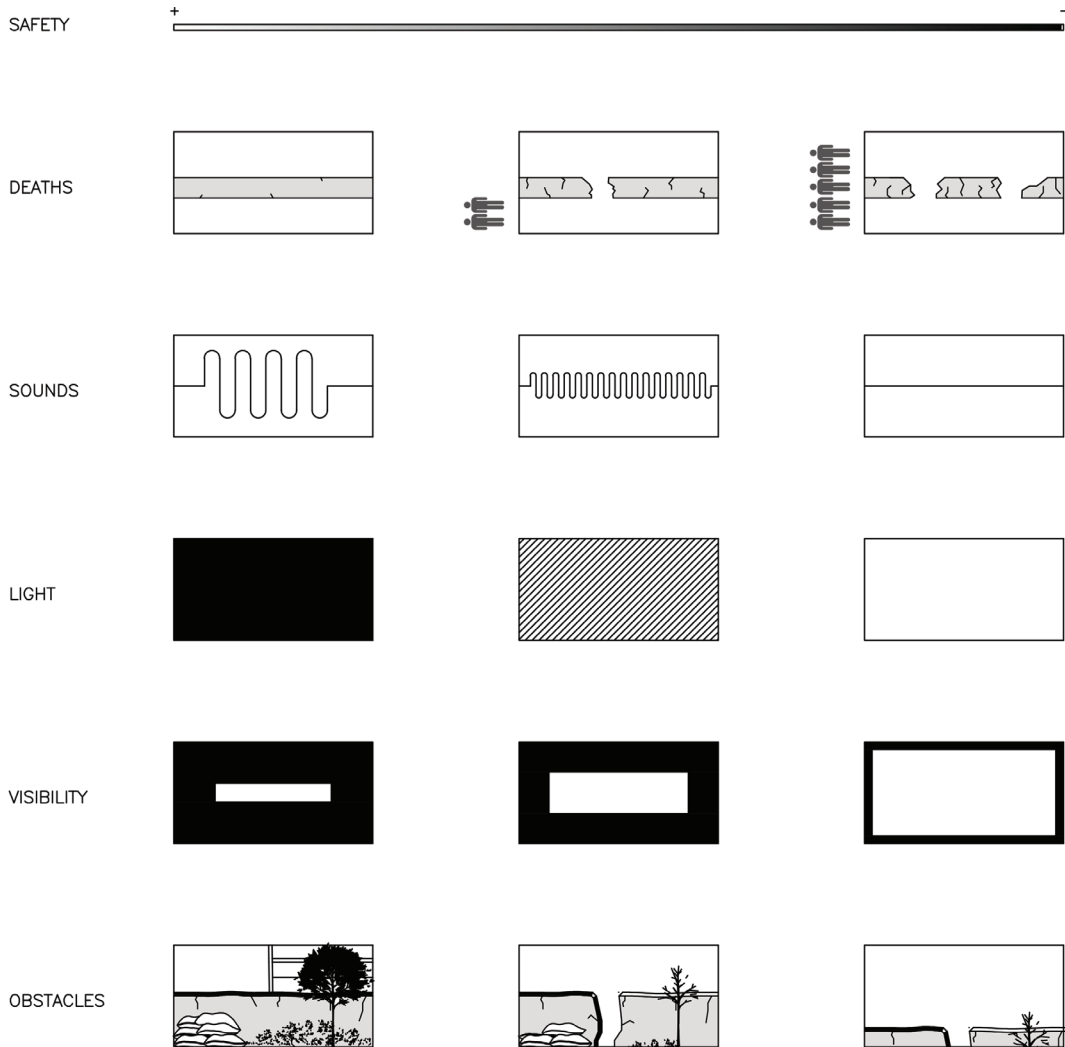 +
-
SAFETY
DEATHS
SOUNDS
LIGHT
VISIBILITY
OBSTACLES